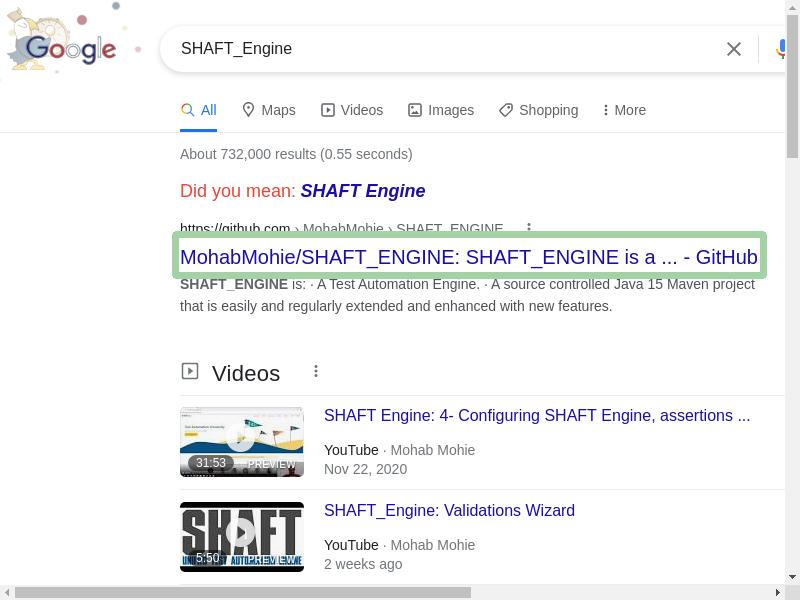 Google
SHAFT_Engine
All Maps Videos Images Shopping More
About 732,000 results (0.55 seconds)
Did you mean: SHAFT Engine
https://github.com › MohabMohie › SHAFT_ENGINE
MohabMohie/SHAFT_ENGINE: SHAFT_ENGINE is a ... - GitHub
SHAFT_ENGINE is: · A Test Automation Engine. · A source controlled Java 15 Maven project
that is easily and regularly extended and enhanced with new features.
Videos
SHAFT Engine: 4- Configuring SHAFT Engine, assertions ...
31:53 PREVIEW
YouTube · Mohab Mohie
Nov 22, 2020
SHAFT_Engine: Validations Wizard
SHAFT
5:50 PREVIEW
YouTube · Mohab Mohie
2 weeks ago